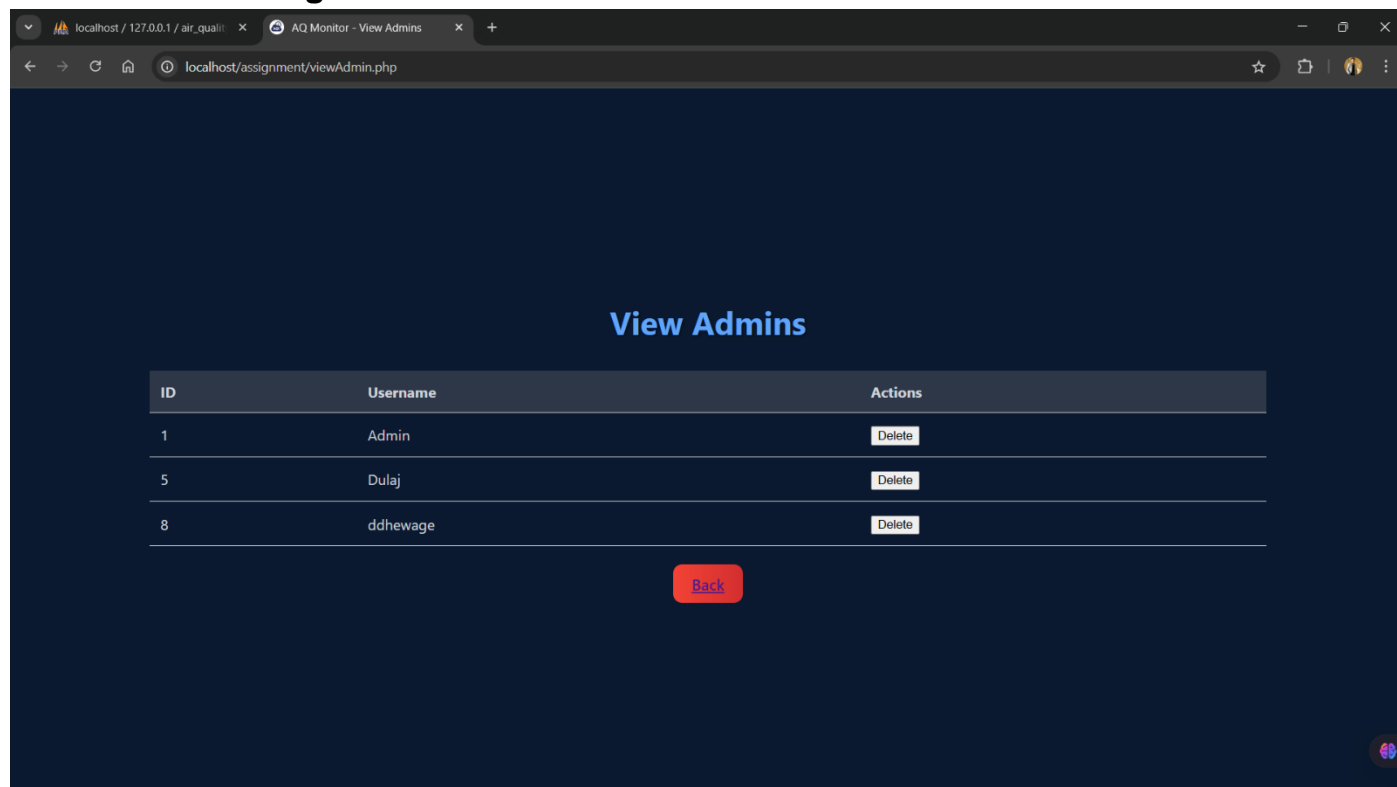 localhost / 127.0.0.1 / air_qualit
AQ Monitor - View Admins
localhost/assignment/viewAdmin.php
View Admins
ID Username Actions
1 Admin Delete
5 Dulaj Delete
8 ddhewage Delete
Back